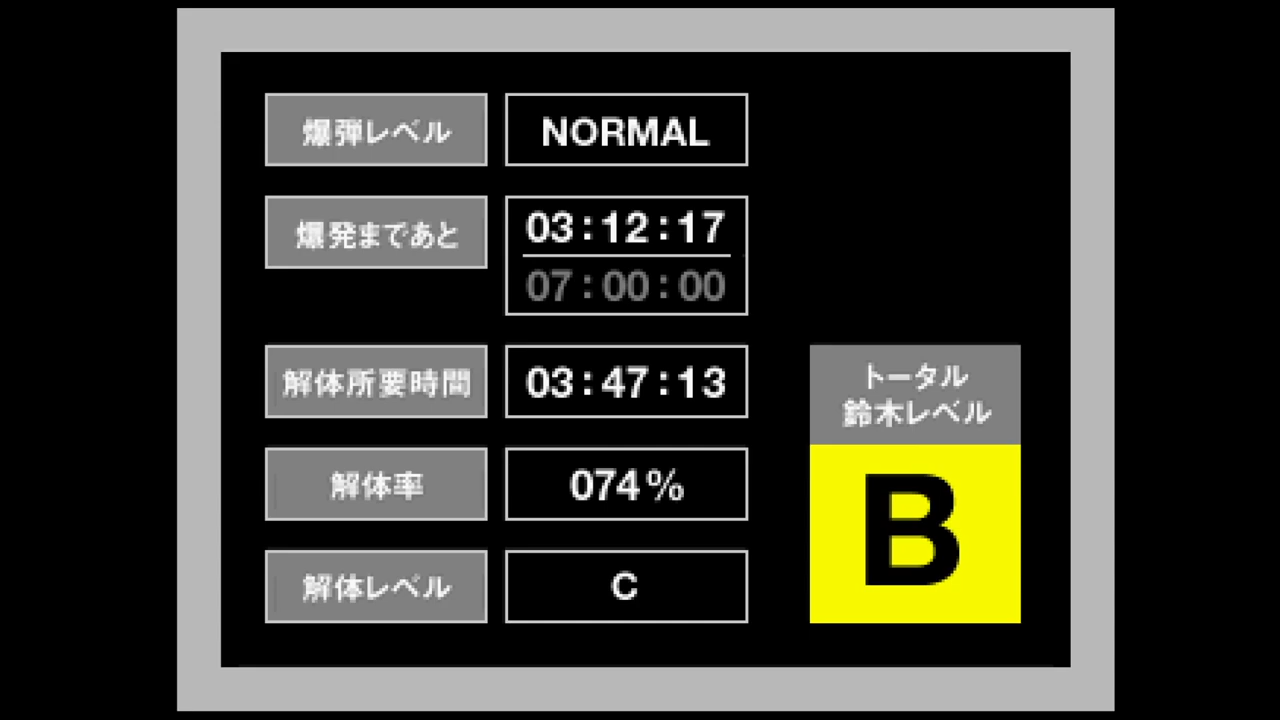 爆弾レベル
NORMAL
爆発まであと
03:12:17
07:00:00
解体所要時間
03:47:13
解体率
074%
解体レベル
C
トータル
鈴木レベル
B